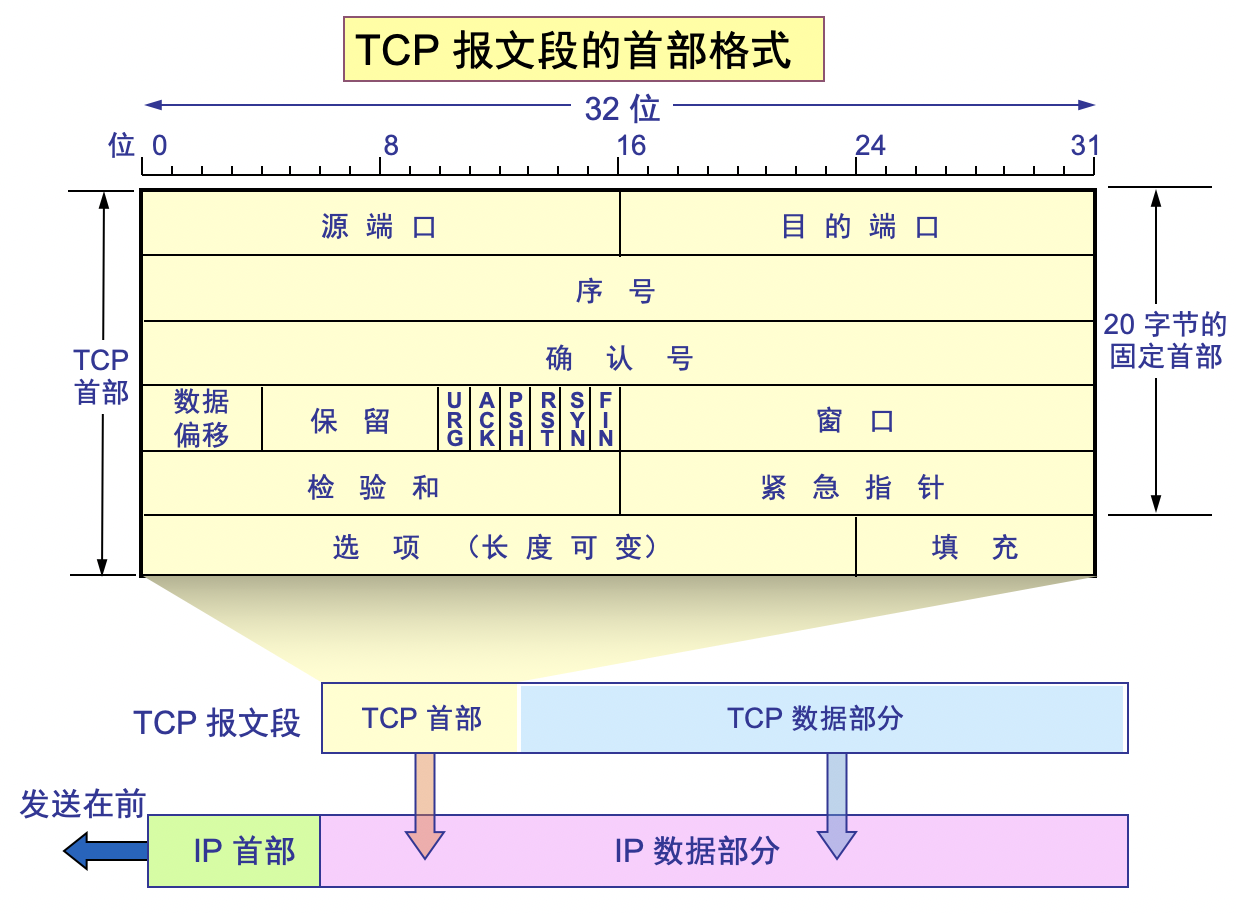 TCP 报文段的首部格式
32 位
位 0 8 16 24 31
源端口 目的端口
序号
确认号
TCP
首部
20 字节的
固定首部
数据
偏移
保留
URG
ACK
PSH
RST
SYN
FIN
窗口
检验和 紧急指针
选项（长度可变） 填充
TCP 报文段 TCP 首部 TCP 数据部分
发送在前
IP 首部 IP 数据部分